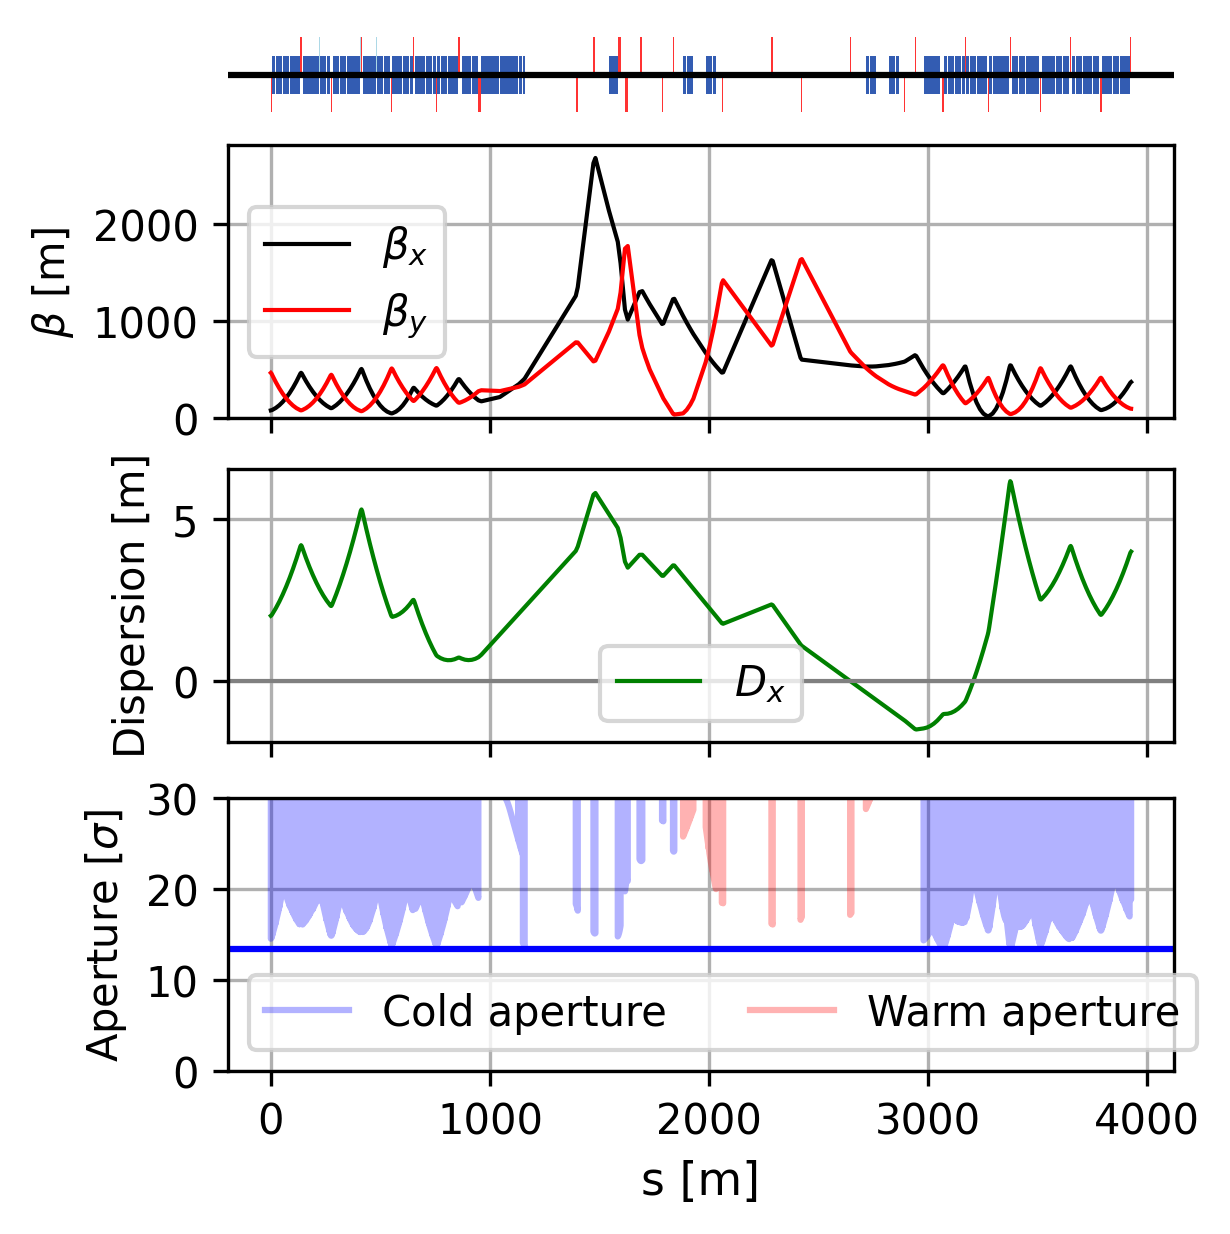 β [m]
2000
1000
0
βx
βy
Dispersion [m]
5
0
Dx
Aperture [σ]
30
20
10
0
Cold aperture
Warm aperture
0 1000 2000 3000 4000
s [m]